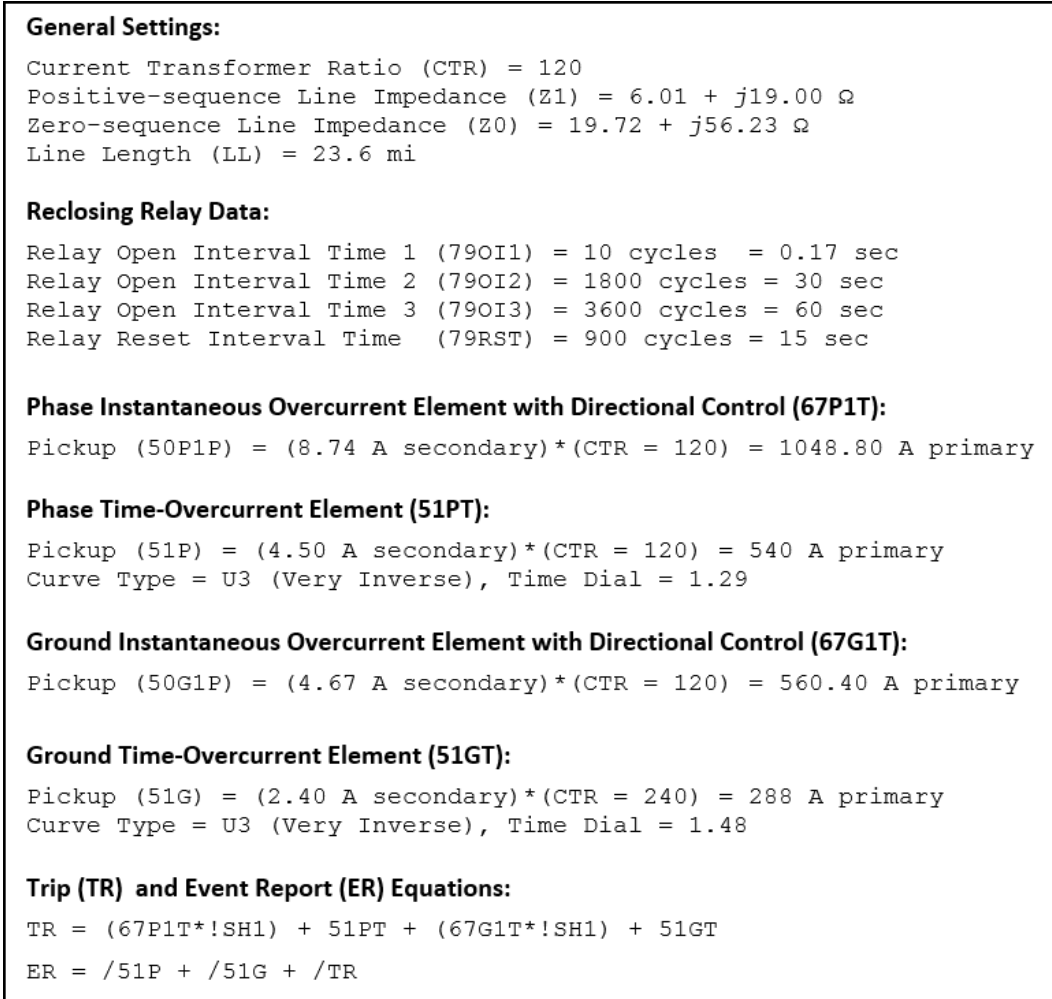 General Settings:
Current Transformer Ratio (CTR) = 120
Positive-sequence Line Impedance (Z1) = 6.01 + j19.00 Ω
Zero-sequence Line Impedance (Z0) = 19.72 + j56.23 Ω
Line Length (LL) = 23.6 mi
Reclosing Relay Data:
Relay Open Interval Time 1 (79OI1) = 10 cycles  = 0.17 sec
Relay Open Interval Time 2 (79OI2) = 1800 cycles = 30 sec
Relay Open Interval Time 3 (79OI3) = 3600 cycles = 60 sec
Relay Reset Interval Time  (79RST) = 900 cycles = 15 sec
Phase Instantaneous Overcurrent Element with Directional Control (67P1T):
Pickup (50P1P) = (8.74 A secondary)*(CTR = 120) = 1048.80 A primary
Phase Time-Overcurrent Element (51PT):
Pickup (51P) = (4.50 A secondary)*(CTR = 120) = 540 A primary
Curve Type = U3 (Very Inverse), Time Dial = 1.29
Ground Instantaneous Overcurrent Element with Directional Control (67G1T):
Pickup (50G1P) = (4.67 A secondary)*(CTR = 120) = 560.40 A primary
Ground Time-Overcurrent Element (51GT):
Pickup (51G) = (2.40 A secondary)*(CTR = 240) = 288 A primary
Curve Type = U3 (Very Inverse), Time Dial = 1.48
Trip (TR)  and Event Report (ER) Equations:
TR = (67P1T*!SH1) + 51PT + (67G1T*!SH1) + 51GT
ER = /51P + /51G + /TR